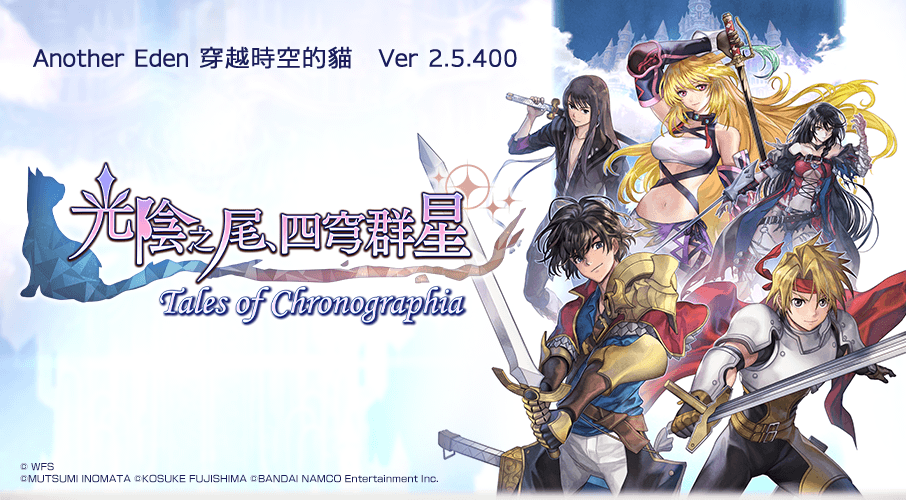 Another Eden 穿越時空的貓　Ver 2.5.400
光陰之尾、四穹群星
Tales of Chronographia
© WFS
©MUTSUMI INOMATA ©KOSUKE FUJISHIMA ©BANDAI NAMCO Entertainment Inc.